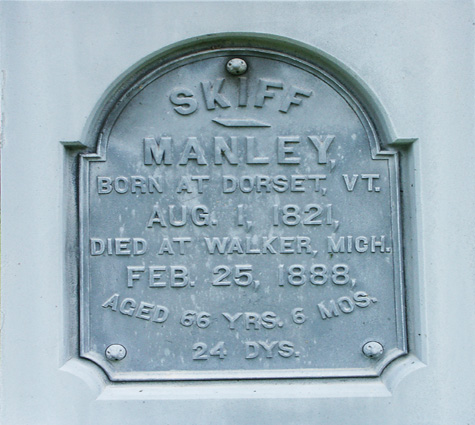 SKIFF
MANLEY,
BORN AT DORSET, VT.
AUG. 1, 1821,
DIED AT WALKER, MICH.
FEB. 25, 1888,
AGED 66 YRS. 6 MOS.
24 DYS.